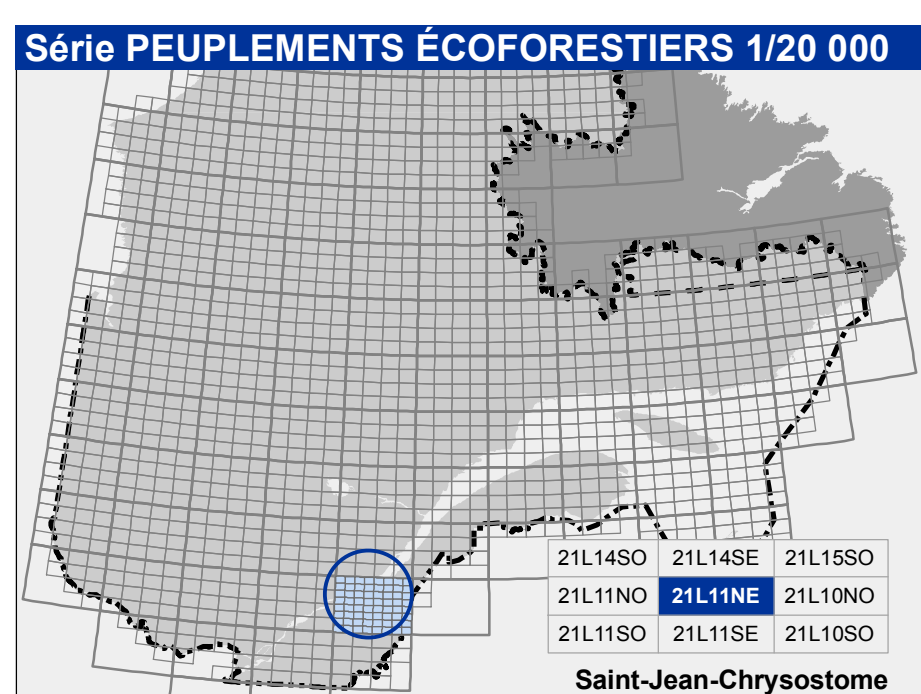 Série PEUPLEMENTS ÉCOFORESTIERS 1/20 000
21L14SO 21L14SE 21L15SO
21L11NO 21L11NE 21L10NO
21L11SO 21L11SE 21L10SO
Saint-Jean-Chrysostome